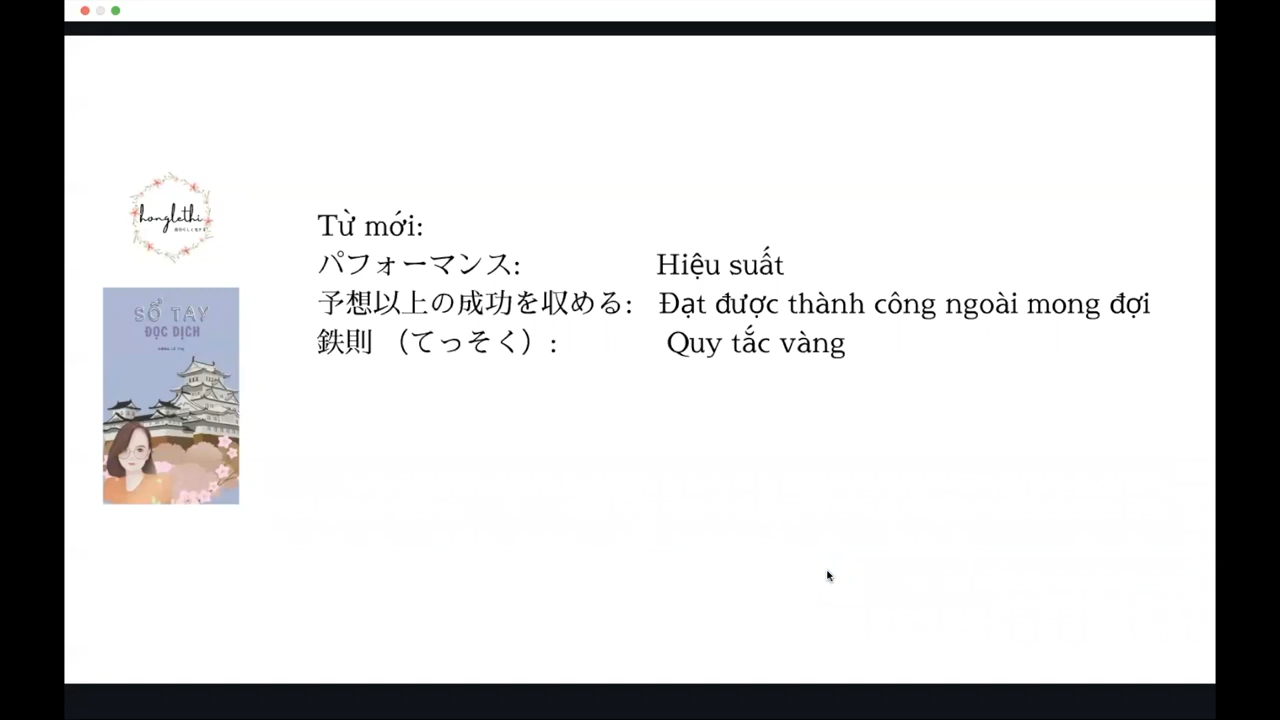 honglethi
SỔ TAY
ĐỌC DỊCH
Từ mới:
パフォーマンス: Hiệu suất
予想以上の成功を収める: Đạt được thành công ngoài mong đợi
鉄則 （てっそく）: Quy tắc vàng